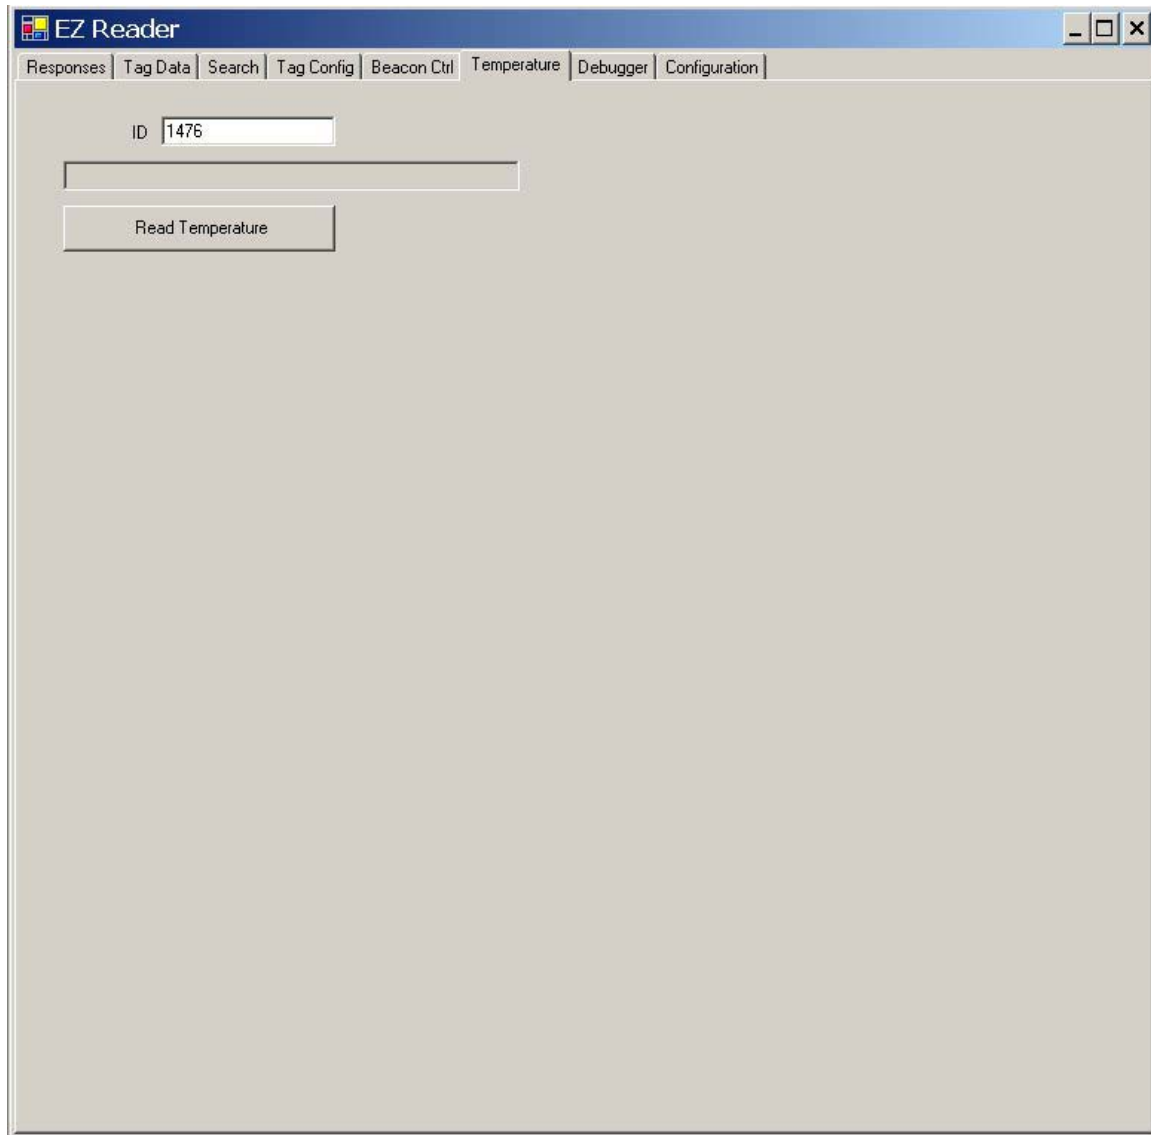 EZ Reader
Responses Tag Data Search Tag Config Beacon Ctrl Temperature Debugger Configuration
ID 1476
Read Temperature